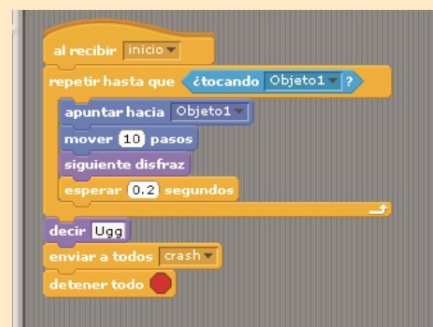 al recibir inicio
repetir hasta que ¿tocando Objeto1 ?
apuntar hacia Objeto1
mover 10 pasos
siguiente disfraz
esperar 0.2 segundos
decir Ugg
enviar a todos crash
detener todo